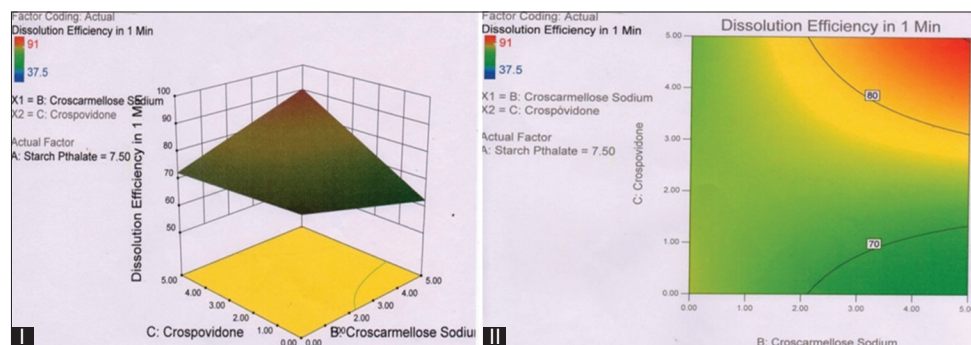 Factor Coding: Actual
Dissolution Efficiency in 1 Min
91
37.5
X1 = B: Croscarmellose Sodium
X2 = C: Crospovidone
Actual Factor
A: Starch Pthalate = 7.50
Dissolution Efficiency in 1 Min
100
90
80
70
60
50
5.00
4.00
3.00
2.00
1.00
0.00
0.00
2.00
3.00
4.00
5.00
C: Crospovidone
B: Croscarmellose Sodiu
I
Factor Coding: Actual
Dissolution Efficiency in 1 Min
91
37.5
X1 = B: Croscarmellose Sodium
X2 = C: Crospovidone
Actual Factor
A: Starch Pthalate = 7.50
Dissolution Efficiency in 1 Min
C: Crospovidone
5.00
4.00
3.00
2.00
1.00
0.00
80
70
0.00
1.00
2.00
3.00
4.00
5.0
B: Croscarmellose Sodium
II